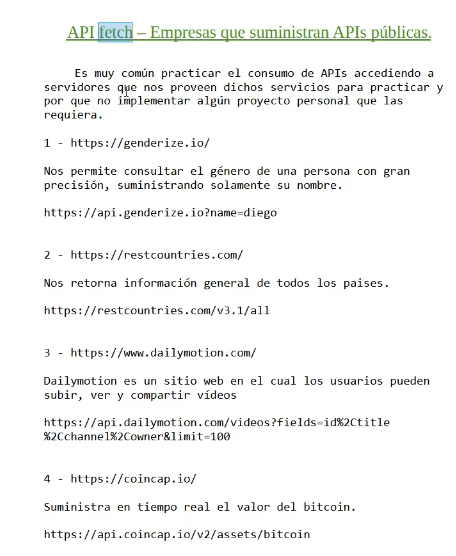 API fetch – Empresas que suministran APIs públicas.
Es muy común practicar el consumo de APIs accediendo a
servidores que nos proveen dichos servicios para practicar y
por que no implementar algún proyecto personal que las
requiera.
1 - https://genderize.io/
Nos permite consultar el género de una persona con gran
precisión, suministrando solamente su nombre.
https://api.genderize.io?name=diego
2 - https://restcountries.com/
Nos retorna información general de todos los paises.
https://restcountries.com/v3.1/all
3 - https://www.dailymotion.com/
Dailymotion es un sitio web en el cual los usuarios pueden
subir, ver y compartir vídeos
https://api.dailymotion.com/videos?fields=id%2Ctitle
%2Cchannel%2Cowner&limit=100
4 - https://coincap.io/
Suministra en tiempo real el valor del bitcoin.
https://api.coincap.io/v2/assets/bitcoin